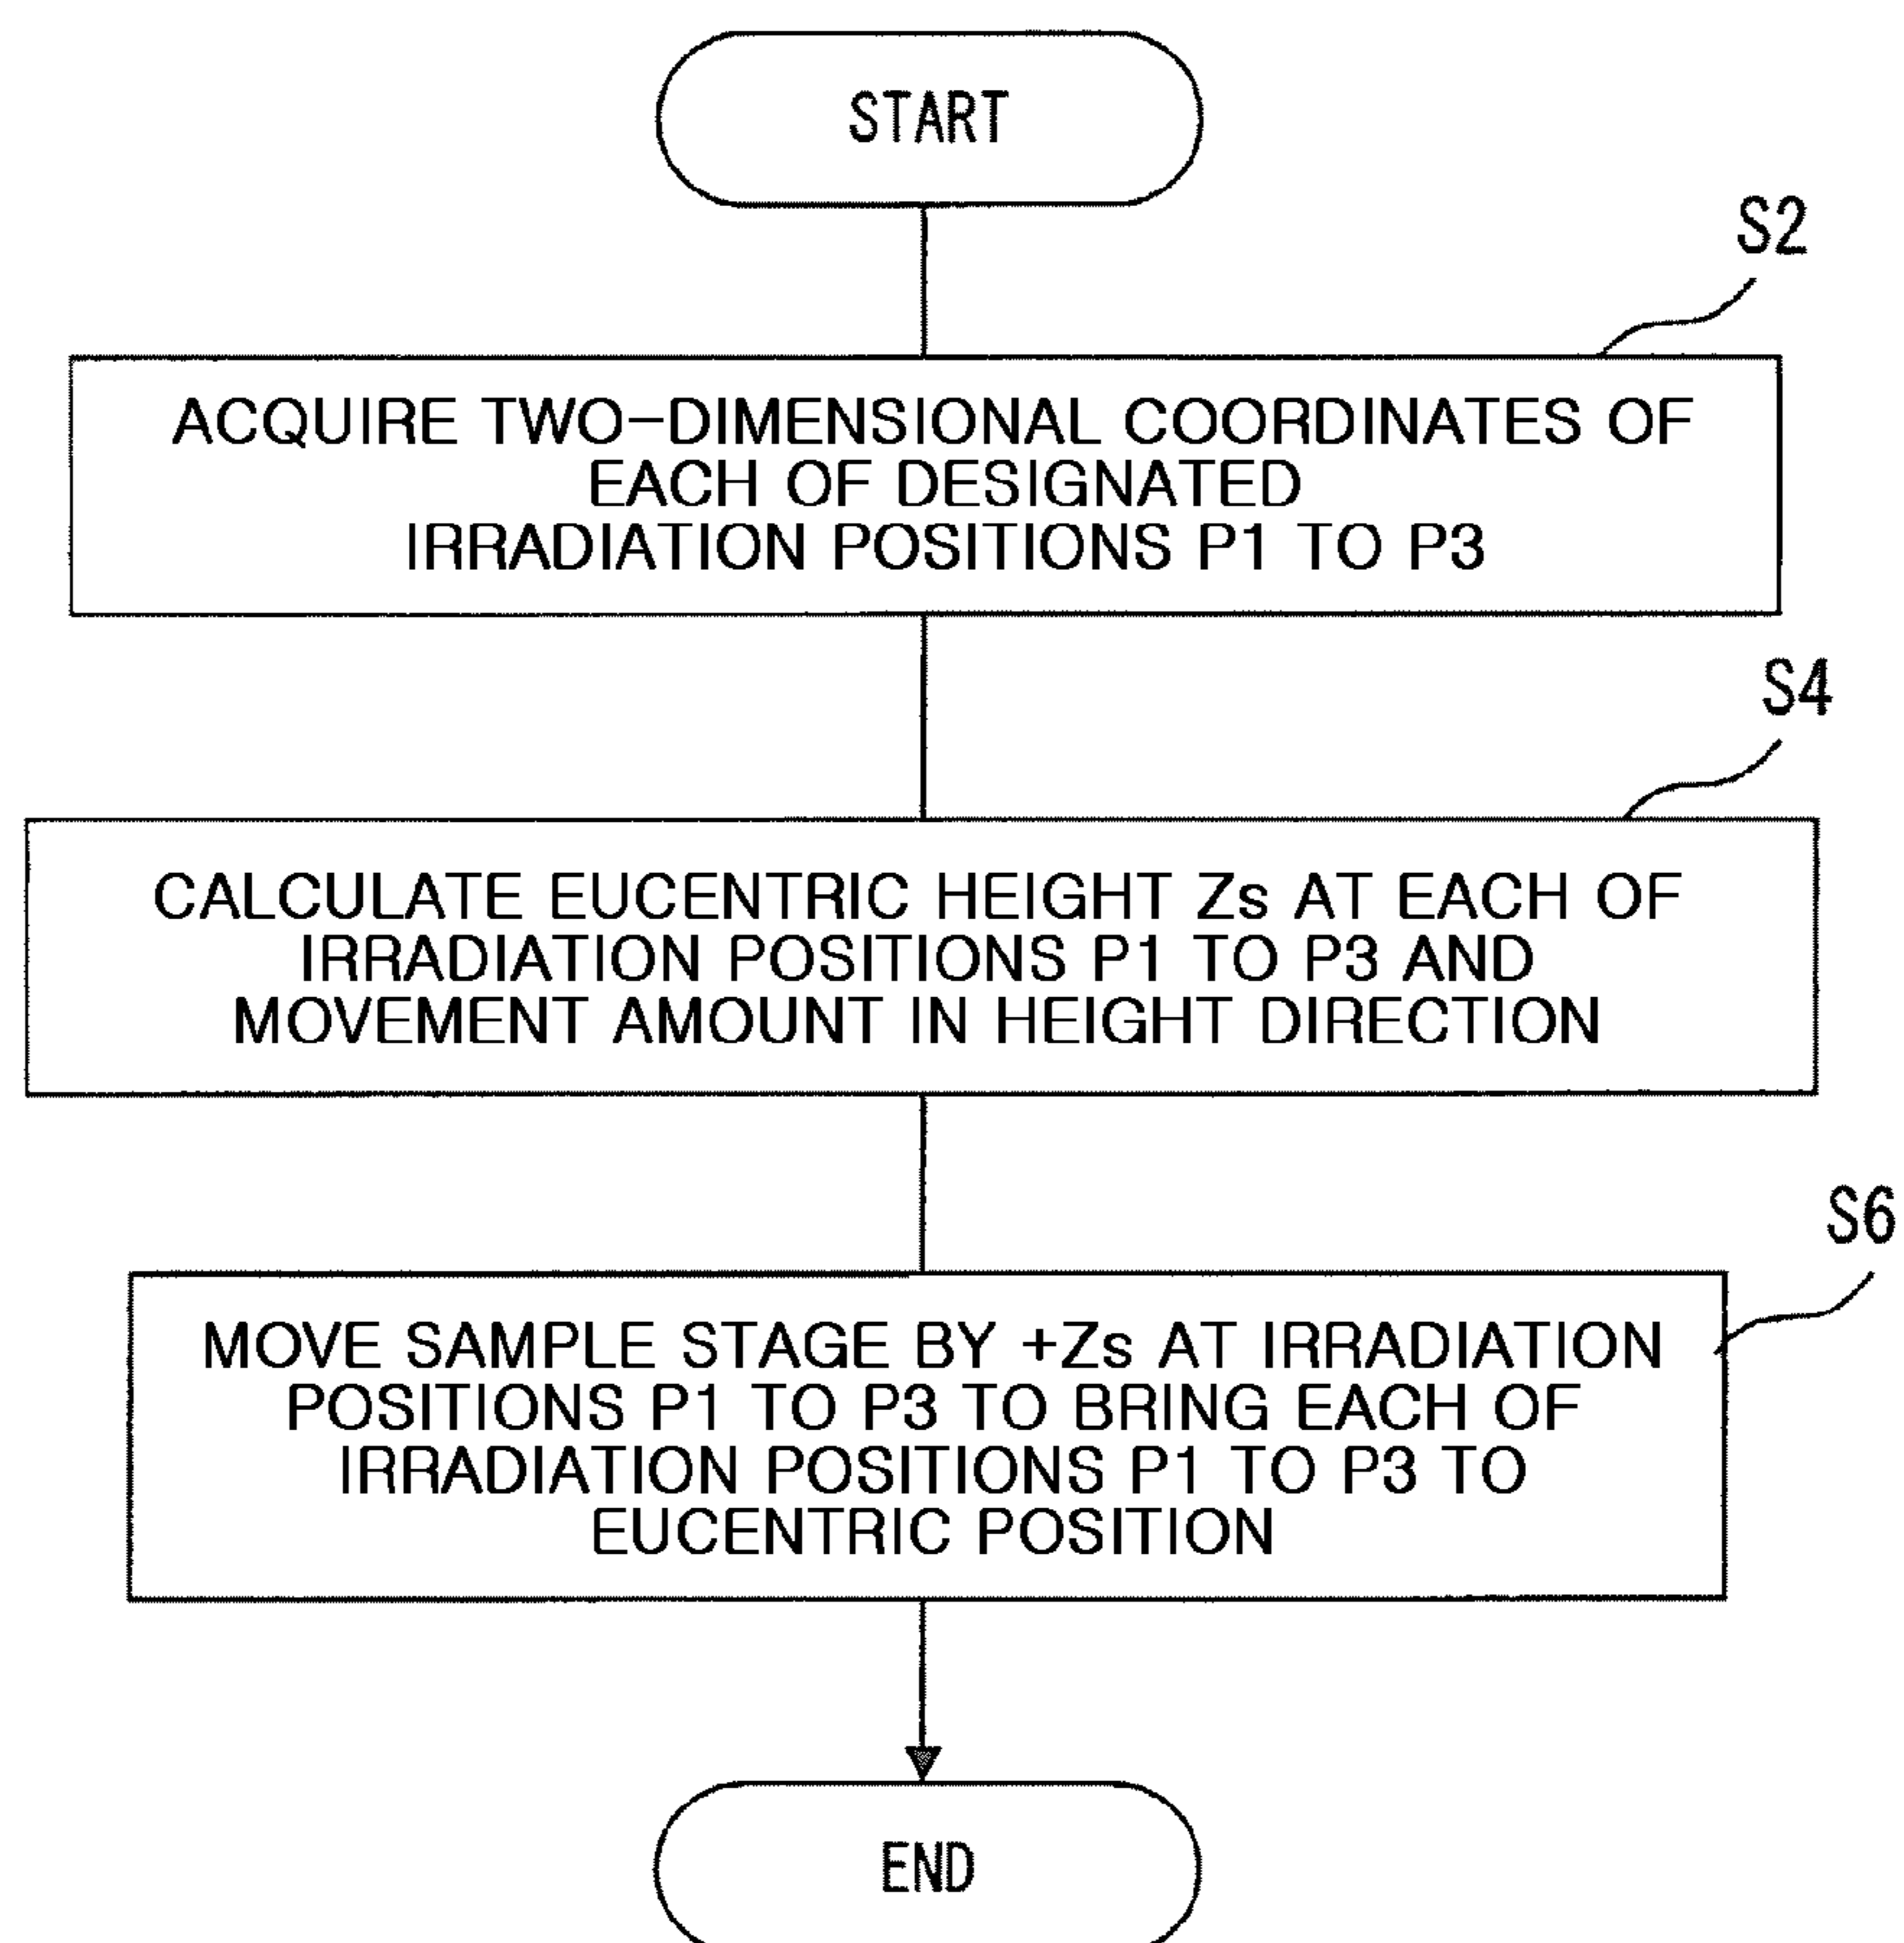 START
S2
ACQUIRE TWO-DIMENSIONAL COORDINATES OF
EACH OF DESIGNATED
IRRADIATION POSITIONS P1 TO P3
S4
CALCULATE EUCENTRIC HEIGHT Zs AT EACH OF
IRRADIATION POSITIONS P1 TO P3 AND
MOVEMENT AMOUNT IN HEIGHT DIRECTION
S6
MOVE SAMPLE STAGE BY +Zs AT IRRADIATION
POSITIONS P1 TO P3 TO BRING EACH OF
IRRADIATION POSITIONS P1 TO P3 TO
EUCENTRIC POSITION
END